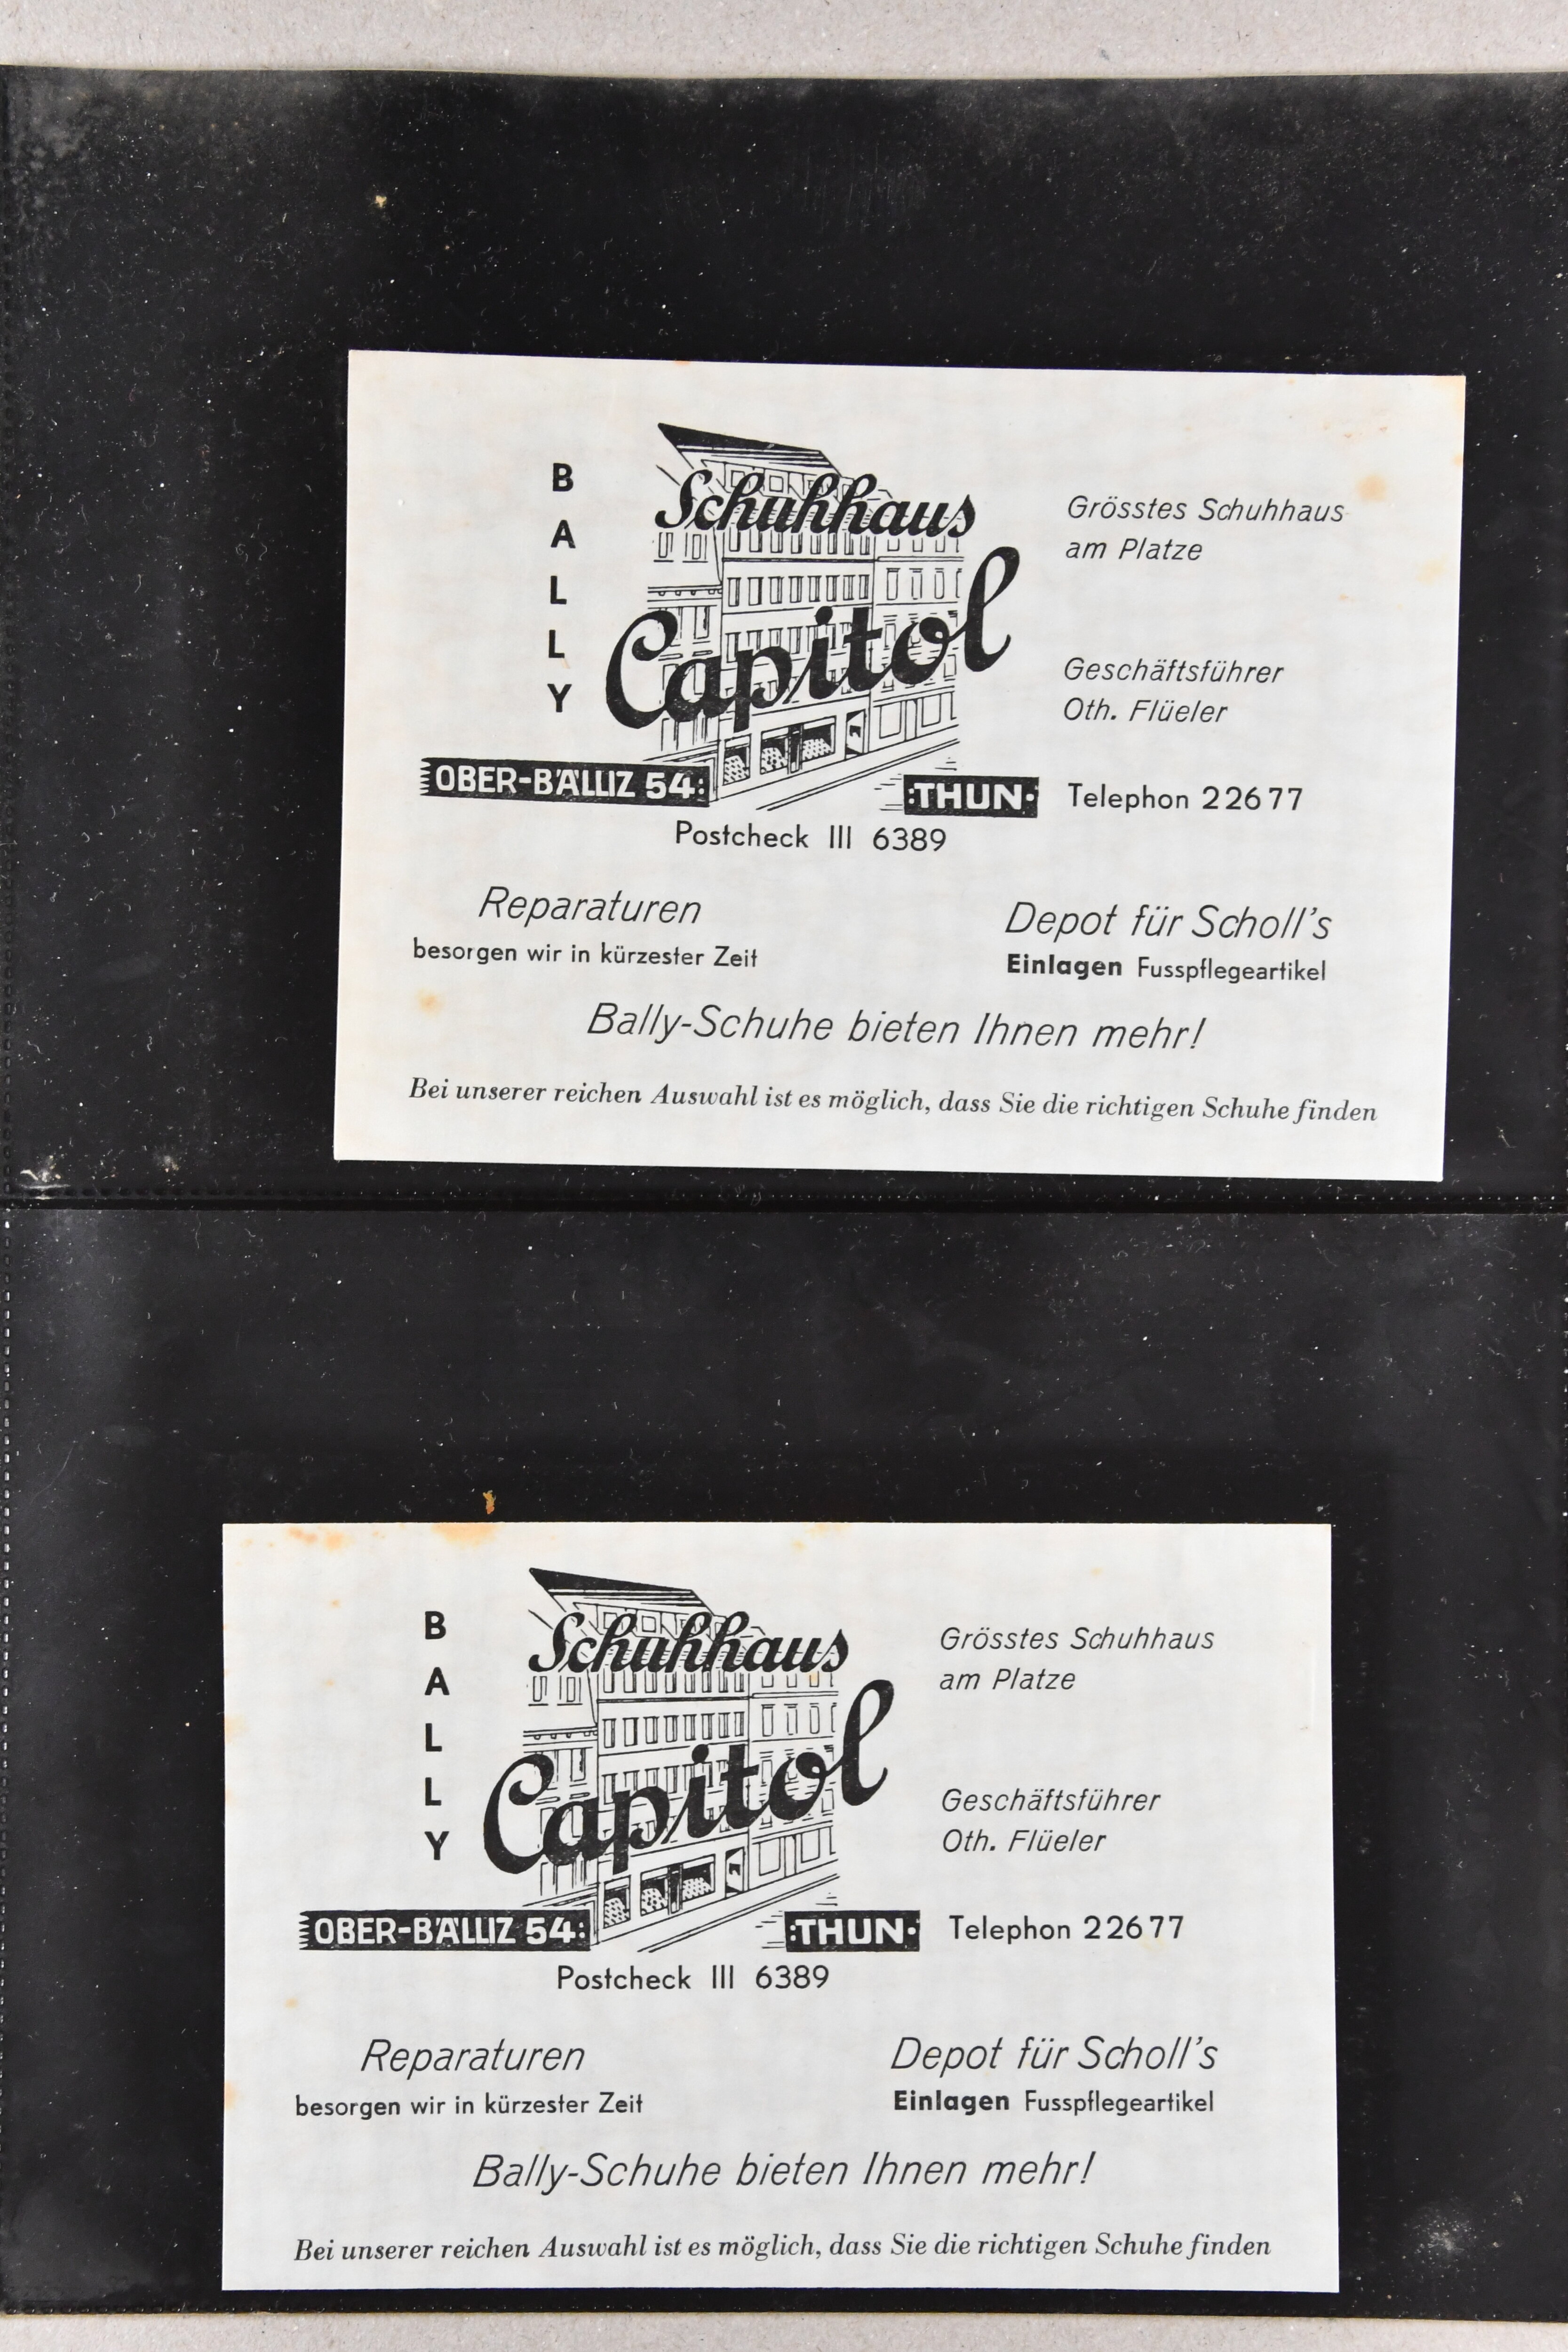 BALLY
Schuhhaus
Capitol
Grösstes Schuhhaus
am Platze
Geschäftsführer
Oth. Flüeler
OBER-BÄLLIZ 54
THUN
Telephon 22677
Postcheck III 6389
Reparaturen
besorgen wir in kürzester Zeit
Depot für Scholl's
Einlagen Fusspflegeartikel
Bally-Schuhe bieten Ihnen mehr!
Bei unserer reichen Auswahl ist es möglich, dass Sie die richtigen Schuhe finden
BALLY
Schuhhaus
Capitol
Grösstes Schuhhaus
am Platze
Geschäftsführer
Oth. Flüeler
OBER-BÄLLIZ 54
THUN
Telephon 22677
Postcheck III 6389
Reparaturen
besorgen wir in kürzester Zeit
Depot für Scholl's
Einlagen Fusspflegeartikel
Bally-Schuhe bieten Ihnen mehr!
Bei unserer reichen Auswahl ist es möglich, dass Sie die richtigen Schuhe finden